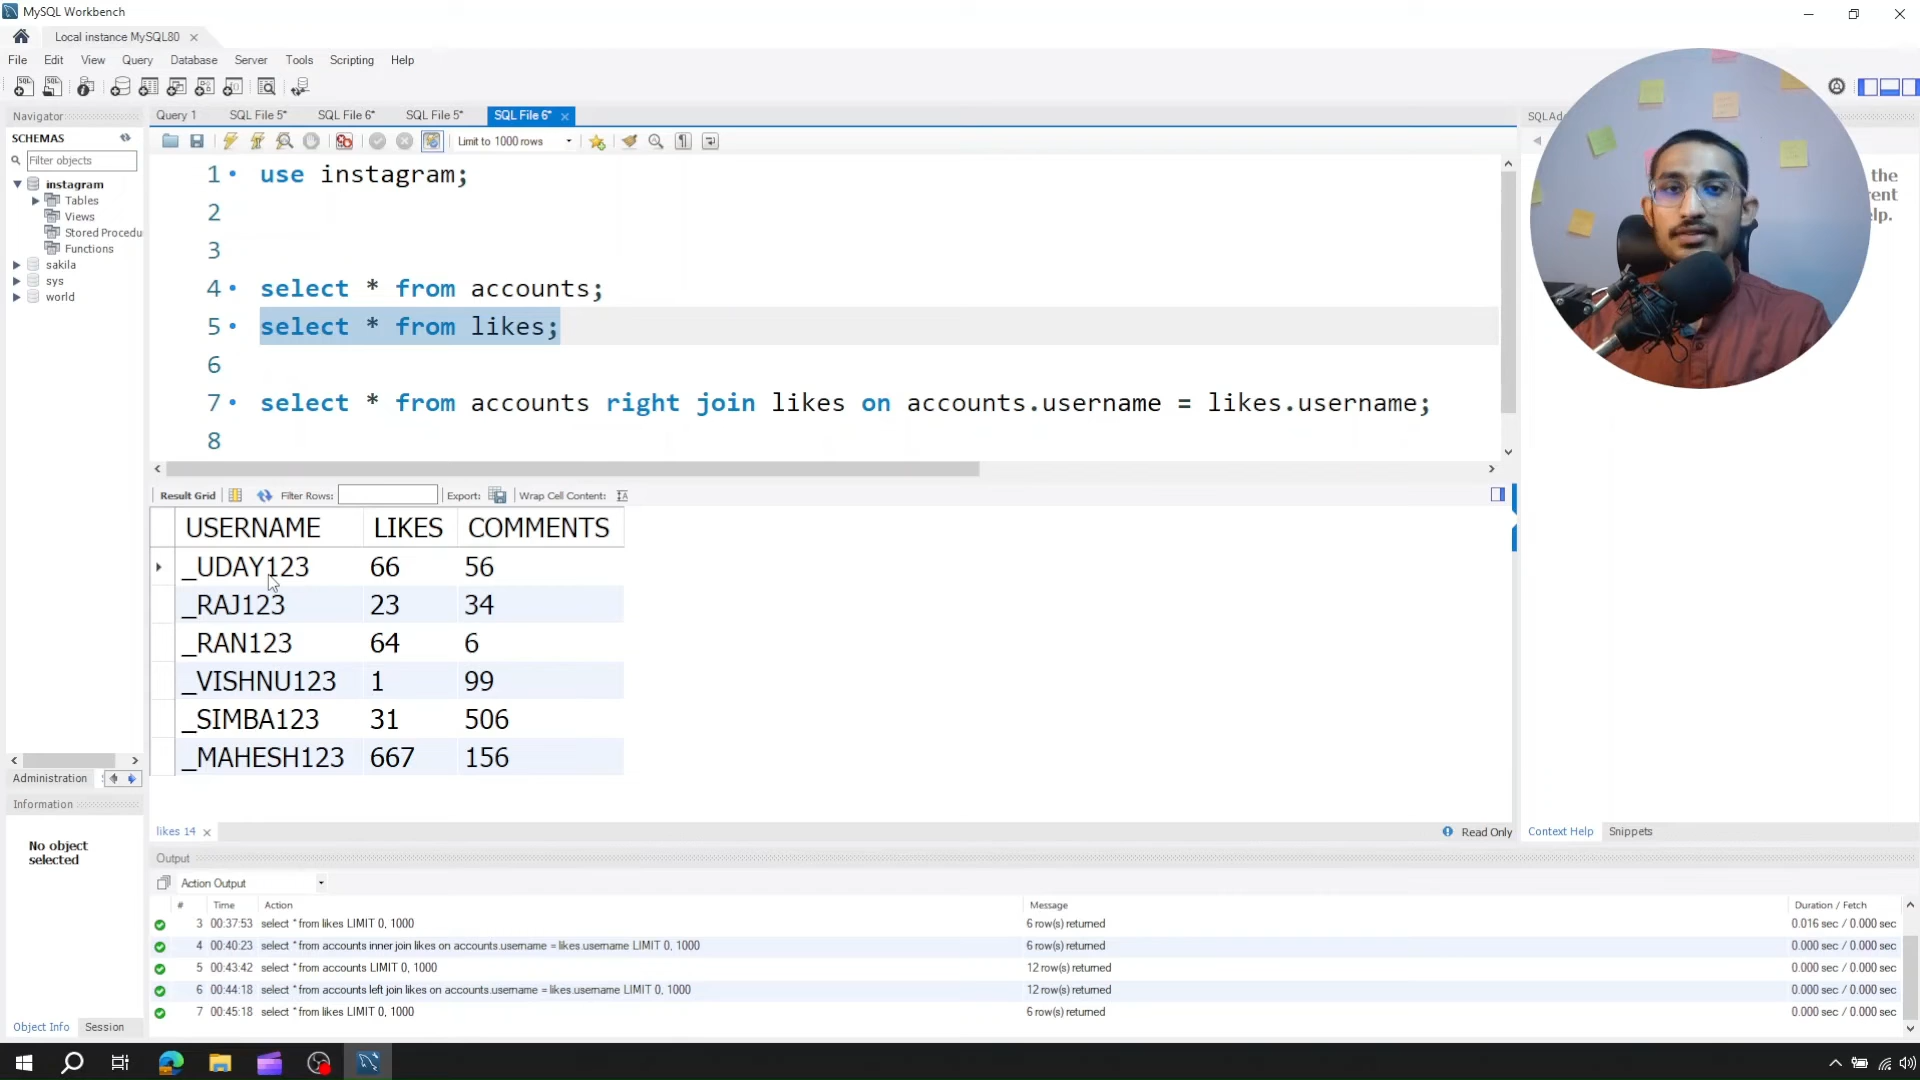 MySQL Workbench
Local instance MySQL80
File Edit View Query Database Server Tools Scripting Help
Navigator
SCHEMAS
Filter objects
instagram
Tables
Views
Stored Procedu
Functions
sakila
sys
world
Administration
Information
No object
selected
Object Info Session
Query 1 SQL File 5* SQL File 6* SQL File 5* SQL File 6*
Limit to 1000 rows
1 use instagram;
2
3
4 select * from accounts;
5 select * from likes;
6
7 select * from accounts right join likes on accounts.username = likes.username;
8
Result Grid Filter Rows: Export: Wrap Cell Content:
USERNAME LIKES COMMENTS
_UDAY123 66 56
_RAJ123 23 34
_RAN123 64 6
_VISHNU123 1 99
_SIMBA123 31 506
_MAHESH123 667 156
likes 14
Read Only
SQLAd
the
rent
lp.
Context Help Snippets
Output
Action Output
# Time Action Message Duration / Fetch
3 00:37:53 select * from likes LIMIT 0, 1000 6 row(s) returned 0.016 sec / 0.000 sec
4 00:40:23 select * from accounts inner join likes on accounts.username = likes.username LIMIT 0, 1000 6 row(s) returned 0.000 sec / 0.000 sec
5 00:43:42 select * from accounts LIMIT 0, 1000 12 row(s) returned 0.000 sec / 0.000 sec
6 00:44:18 select * from accounts left join likes on accounts.username = likes.username LIMIT 0, 1000 12 row(s) returned 0.000 sec / 0.000 sec
7 00:45:18 select * from likes LIMIT 0, 1000 6 row(s) returned 0.000 sec / 0.000 sec